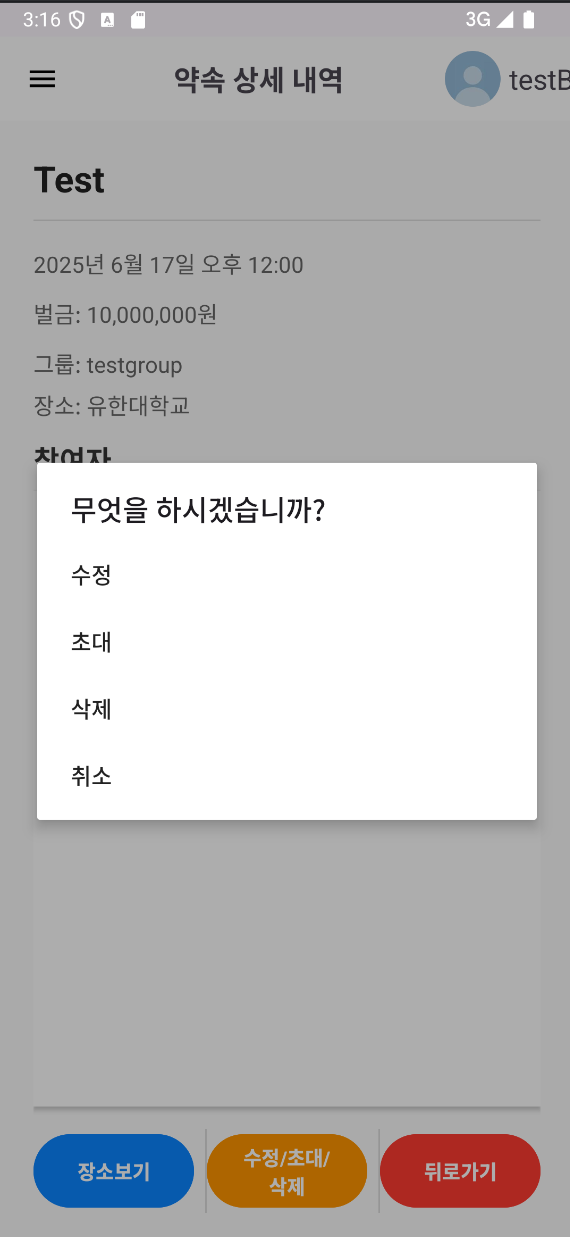 3:16
3G
약속 상세 내역
testB
Test
2025년 6월 17일 오후 12:00
벌금: 10,000,000원
그룹: testgroup
장소: 유한대학교
참여자
무엇을 하시겠습니까?
수정
초대
삭제
취소
장소보기
수정/초대/
삭제
뒤로가기